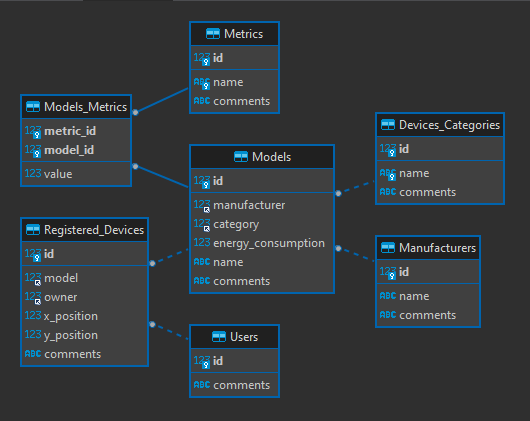 Metrics
123 id
ABC name
ABC comments
Models_Metrics
123 metric_id
123 model_id
123 value
Models
123 id
123 manufacturer
123 category
123 energy_consumption
ABC name
ABC comments
Devices_Categories
123 id
ABC name
ABC comments
Registered_Devices
123 id
123 model
123 owner
123 x_position
123 y_position
ABC comments
Manufacturers
123 id
ABC name
ABC comments
Users
123 id
ABC comments